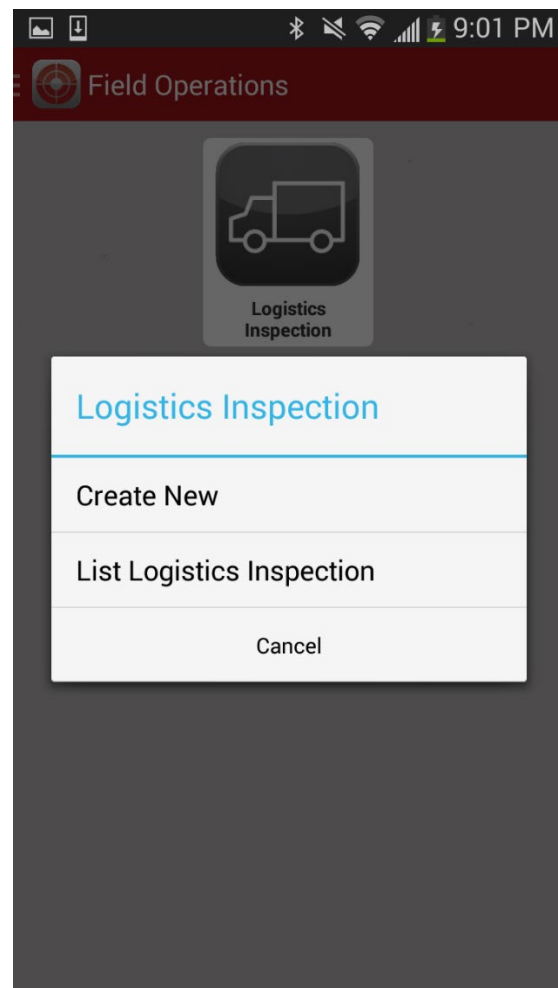 9:01 PM
Field Operations
Logistics
Inspection
Logistics Inspection
Create New
List Logistics Inspection
Cancel